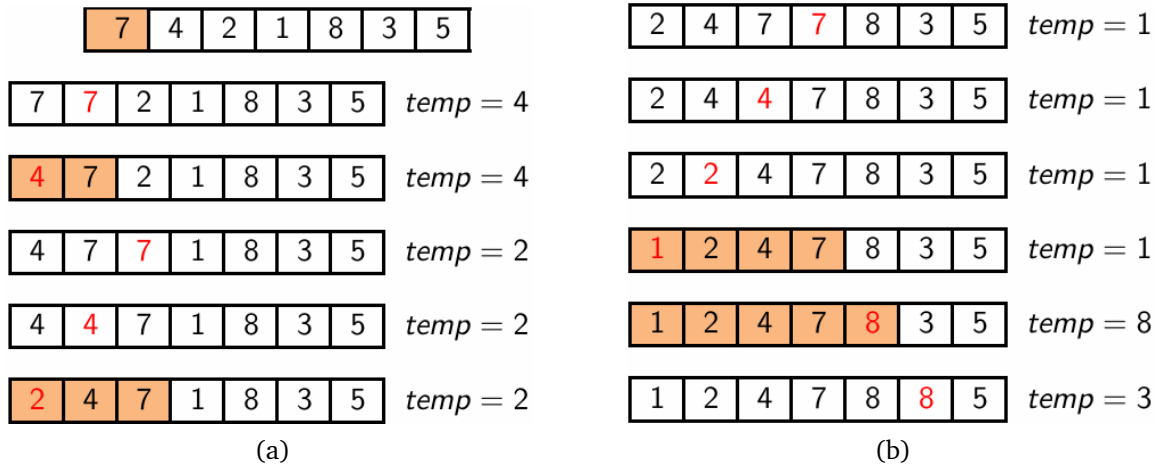 7 4 2 1 8 3 5
7 7 2 1 8 3 5 temp = 4
4 7 2 1 8 3 5 temp = 4
4 7 7 1 8 3 5 temp = 2
4 4 7 1 8 3 5 temp = 2
2 4 7 1 8 3 5 temp = 2
(a)
2 4 7 7 8 3 5 temp = 1
2 4 4 7 8 3 5 temp = 1
2 2 4 7 8 3 5 temp = 1
1 2 4 7 8 3 5 temp = 1
1 2 4 7 8 3 5 temp = 8
1 2 4 7 8 8 5 temp = 3
(b)